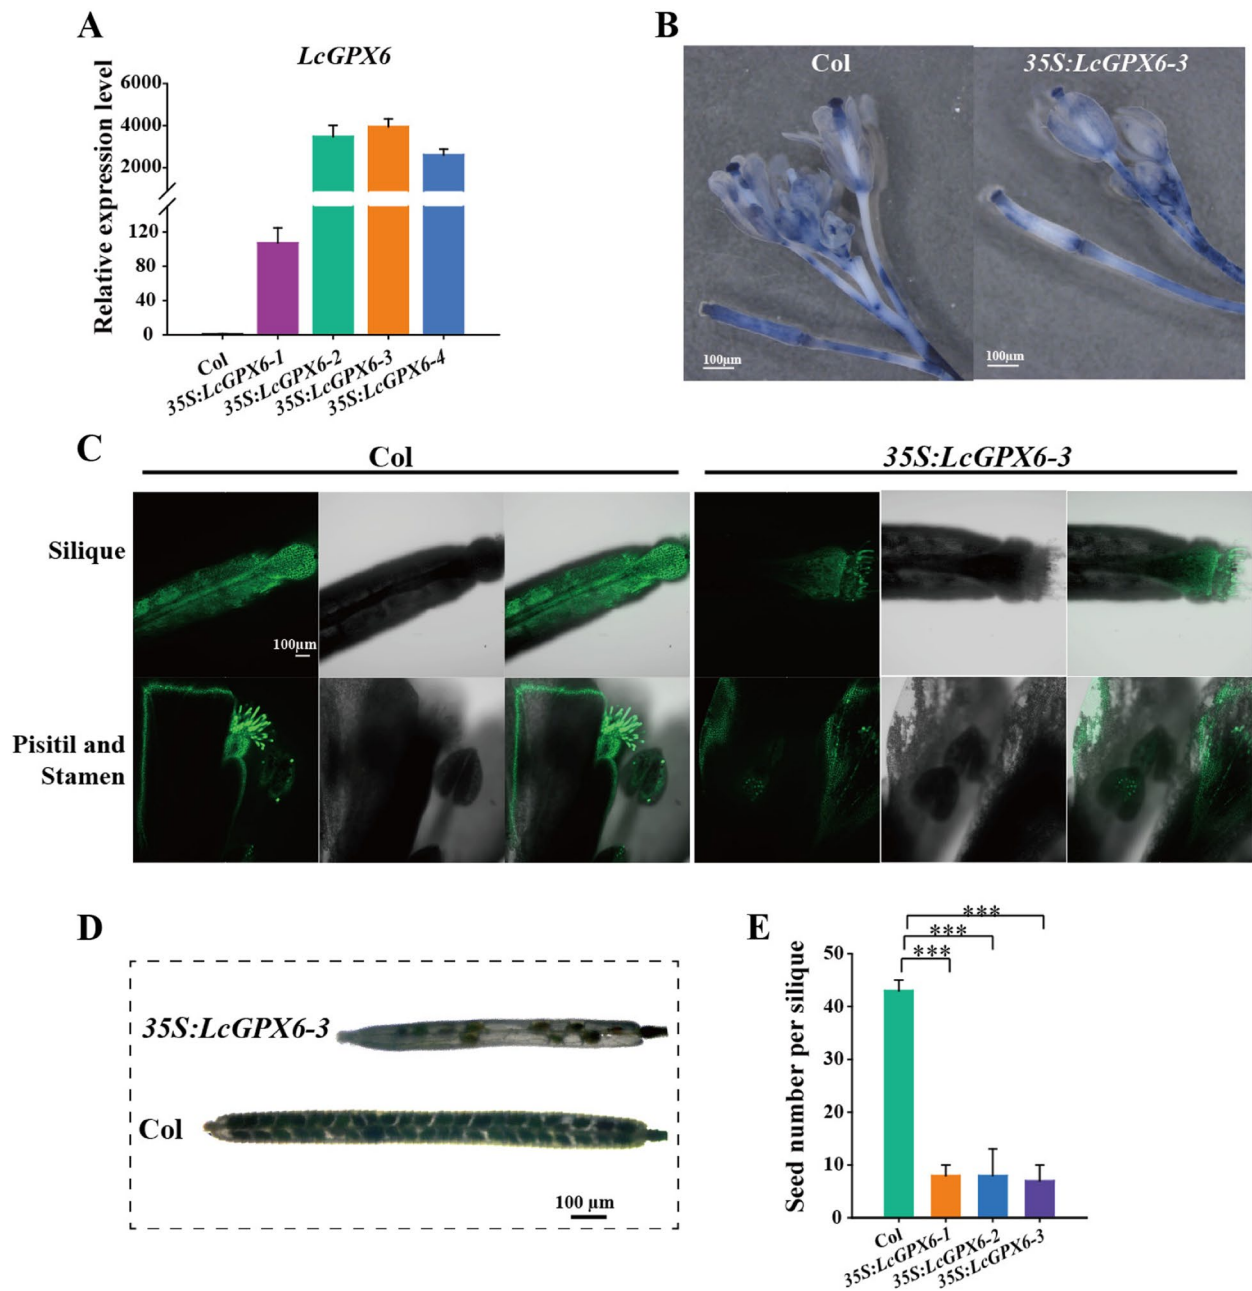 A
LcGPX6
Relative expression level
6000
4000
2000
120
80
40
0
Col
35S:LcGPX6-1
35S:LcGPX6-2
35S:LcGPX6-3
35S:LcGPX6-4
B
Col
35S:LcGPX6-3
100μm
100μm
C
Col
35S:LcGPX6-3
Silique
100μm
Pisitil and
Stamen
D
35S:LcGPX6-3
Col
100 μm
E
***
***
***
Seed number per silique
50
40
30
20
10
0
Col
35S:LcGPX6-1
35S:LcGPX6-2
35S:LcGPX6-3